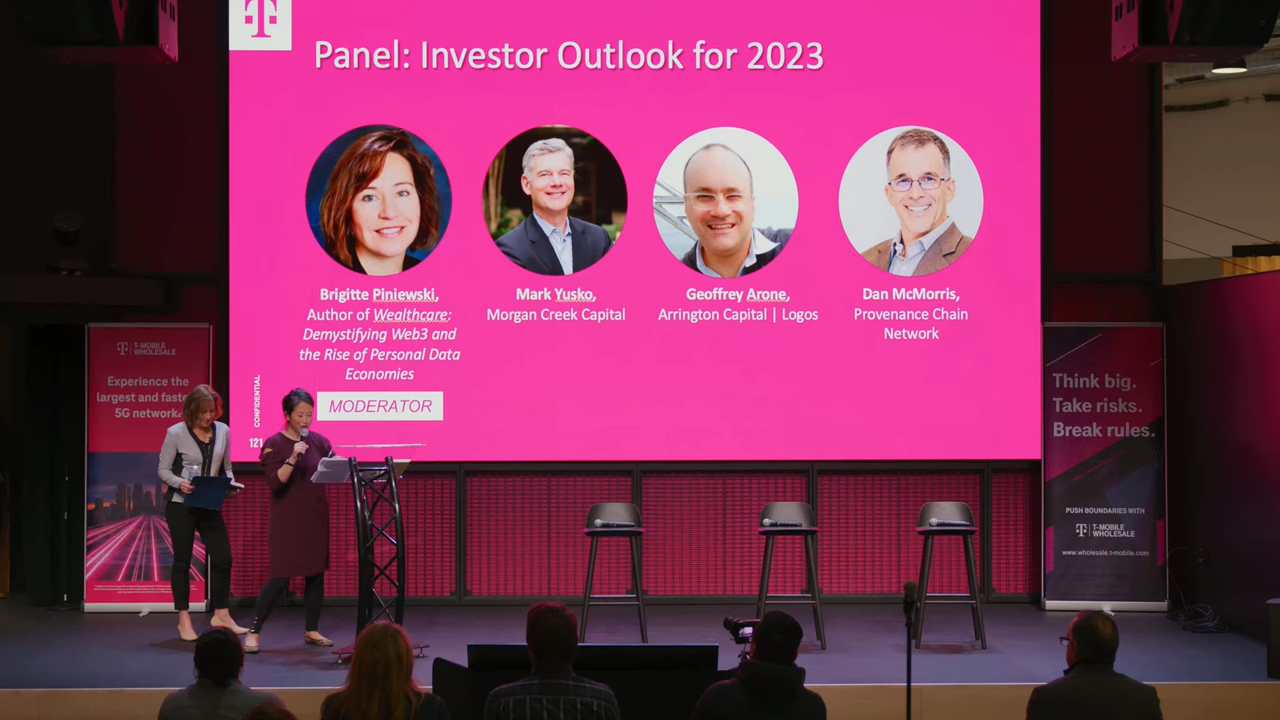 T
Panel: Investor Outlook for 2023
Brigitte Piniewski,
Author of Wealthcare:
Demystifying Web3 and
the Rise of Personal Data
Economies
MODERATOR
Mark Yusko,
Morgan Creek Capital
Geoffrey Arone,
Arrington Capital | Logos
Dan McMorris,
Provenance Chain
Network
CONFIDENTIAL
121
T T-MOBILE
WHOLESALE
Experience the
largest and
5G network.
Think big.
Take risks.
Break rules.
PUSH BOUNDARIES WITH
T T-MOBILE
WHOLESALE
www.wholesale.t-mobile.com